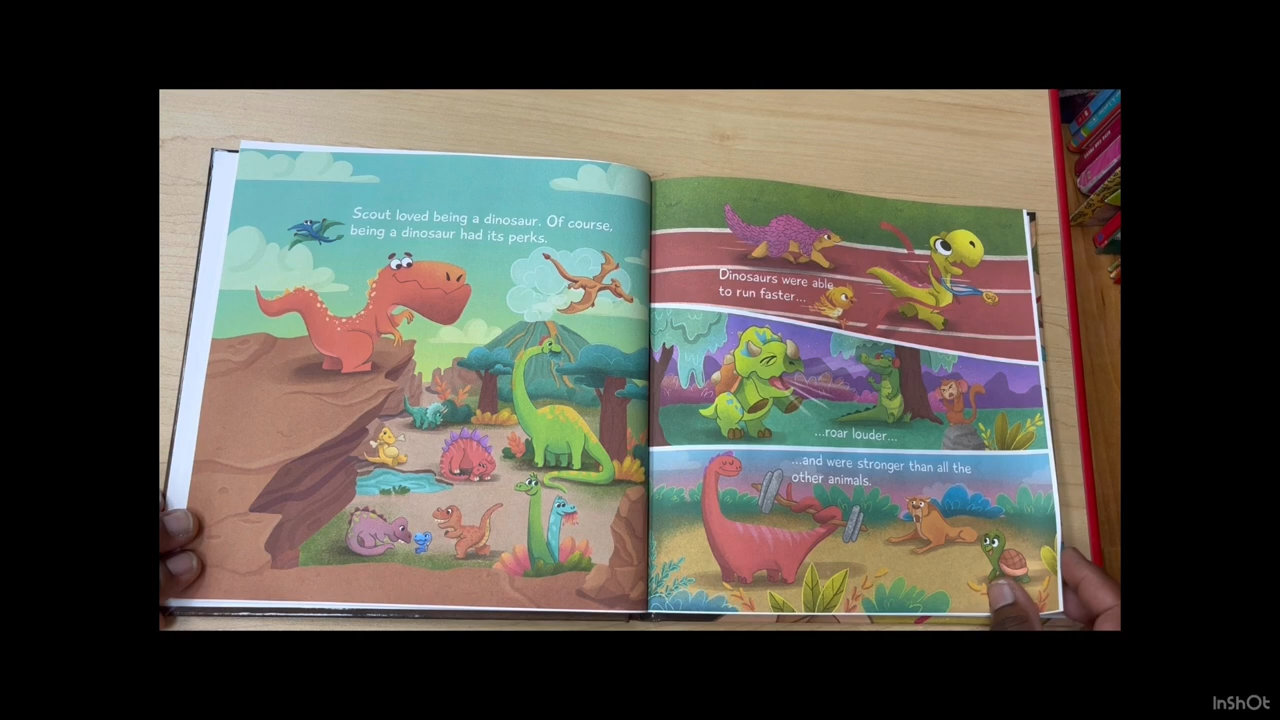 Scout loved being a dinosaur. Of course,
being a dinosaur had its perks.
Dinosaurs were able
to run faster...
...roar louder...
...and were stronger than all the
other animals.
InShOt